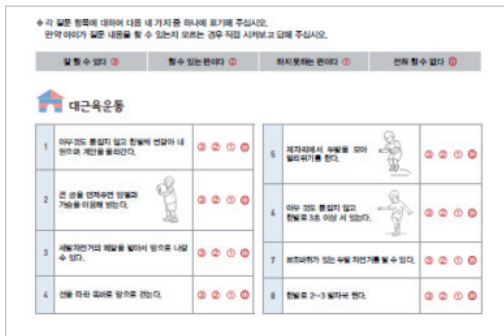 ※ 각 질문 항목에 대하여 다음 네 가지 중 하나에 표기해 주십시오.
만약 아이가 질문 내용을 할 수 있는지 모르는 경우 직접 시켜보고 답해 주십시오.
잘 할 수 있다 ③ 할 수 있는 편이다 ② 하지 못하는 편이다 ① 전혀 할 수 없다 ⓪
대근육운동
1 아무것도 붙잡지 않고 한발씩 번갈아 내
딛으며 계단을 올라간다. ③ ② ① ⓪
2 큰 공을 던져주면 양팔과
가슴을 이용해 받는다. ③ ② ① ⓪
3 세발자전거의 페달을 밟아서 앞으로 나갈
수 있다. ③ ② ① ⓪
4 선을 따라 똑바로 앞으로 걷는다. ③ ② ① ⓪
5 제자리에서 두발을 모아
멀리뛰기를 한다. ③ ② ① ⓪
6 아무 것도 붙잡지 않고
한발로 3초 이상 서 있는다. ③ ② ① ⓪
7 보조바퀴가 있는 두발 자전거를 탈 수 있다. ③ ② ① ⓪
8 한발로 2~3 발자국 뛴다. ③ ② ① ⓪